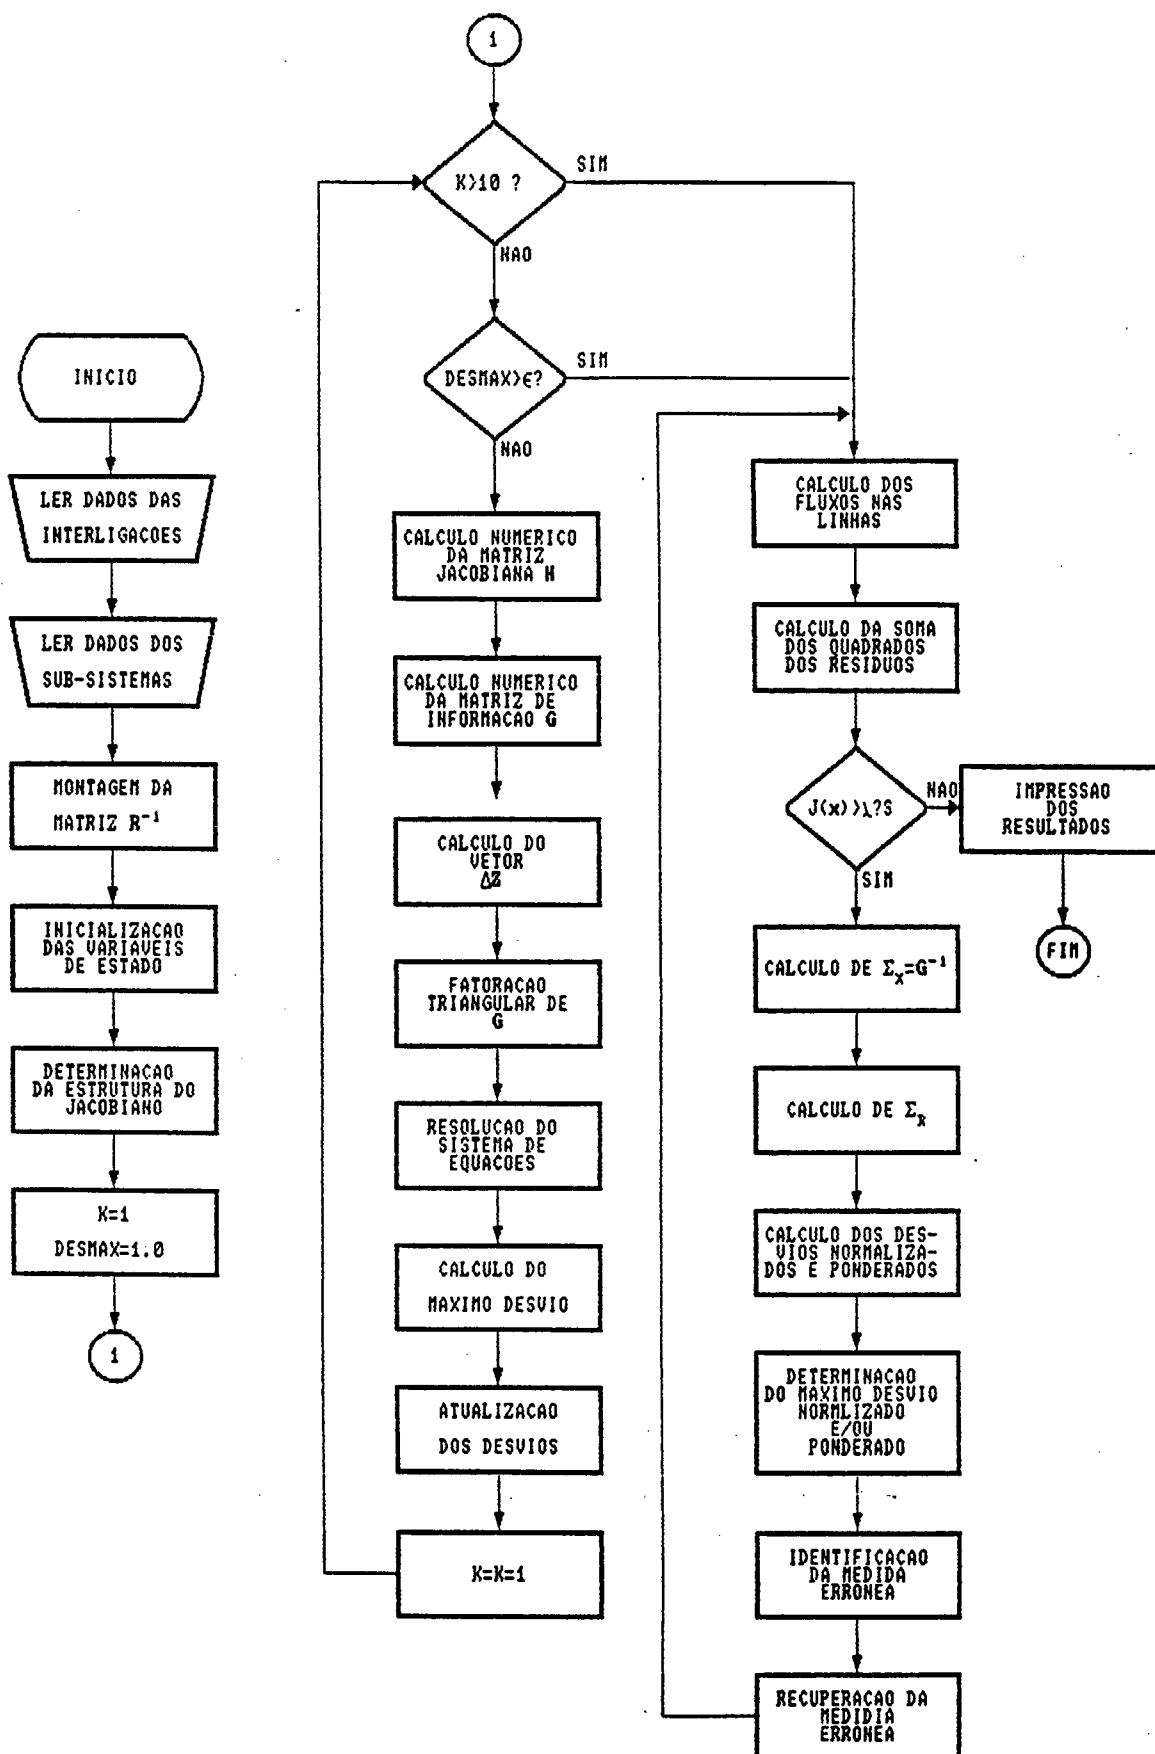 INICIO
LER DADOS DAS
INTERLIGACOES
LER DADOS DOS
SUB-SISTEMAS
MONTAGEM DA
MATRIZ R⁻¹
INICIALIZACAO
DAS VARIAVEIS
DE ESTADO
DETERMINACAO
DA ESTRUTURA DO
JACOBIANO
K=1
DESMAX=1.0
1
1
K>10 ?
SIM
NAO
DESMAX>ϵ?
SIM
NAO
CALCULO NUMERICO
DA MATRIZ
JACOBIANA H
CALCULO NUMERICO
DA MATRIZ DE
INFORMACAO G
CALCULO DO
VETOR
ΔZ
FATORACAO
TRIANGULAR DE
G
RESOLUCAO DO
SISTEMA DE
EQUACOES
CALCULO DO
MAXIMO DESVIO
ATUALIZACAO
DOS DESVIOS
K=K=1
CALCULO DOS
FLUXOS NAS
LINHAS
CALCULO DA SOMA
DOS QUADRADOS
DOS RESIDUOS
J(x)>λ?S
NAO
SIM
IMPRESSAO
DOS
RESULTADOS
FIM
CALCULO DE Σx=G⁻¹
CALCULO DE ΣR
CALCULO DOS DES-
VIOS NORMALIZA-
DOS E PONDERADOS
DETERMINACAO
DO MAXIMO DESVIO
NORMLIZADO
E/OU
PONDERADO
IDENTIFICACAO
DA MEDIDA
ERRONEA
RECUPERACAO DA
MEDIDIA
ERRONEA